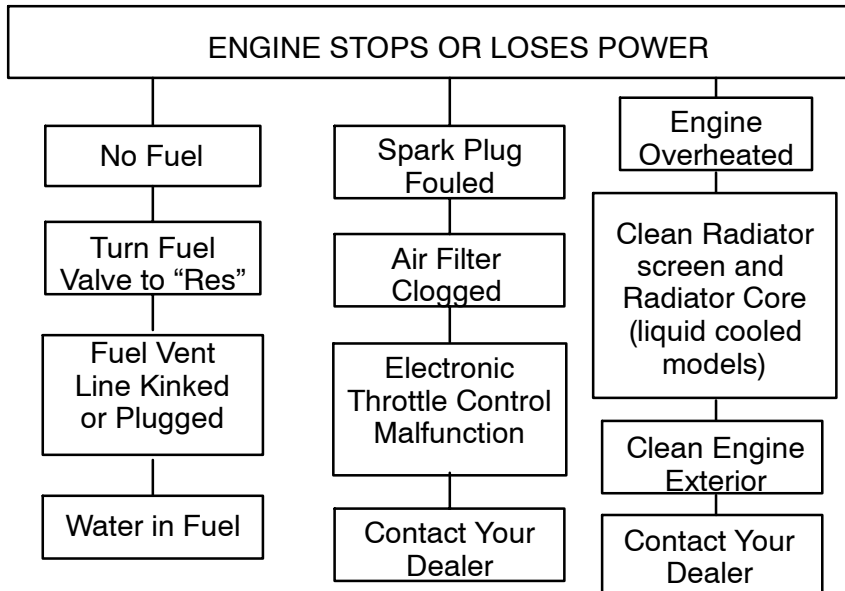 ENGINE STOPS OR LOSES POWER
No Fuel
Turn Fuel
Valve to “Res”
Fuel Vent
Line Kinked
or Plugged
Water in Fuel
Spark Plug
Fouled
Air Filter
Clogged
Electronic
Throttle Control
Malfunction
Contact Your
Dealer
Engine
Overheated
Clean Radiator
screen and
Radiator Core
(liquid cooled
models)
Clean Engine
Exterior
Contact Your
Dealer